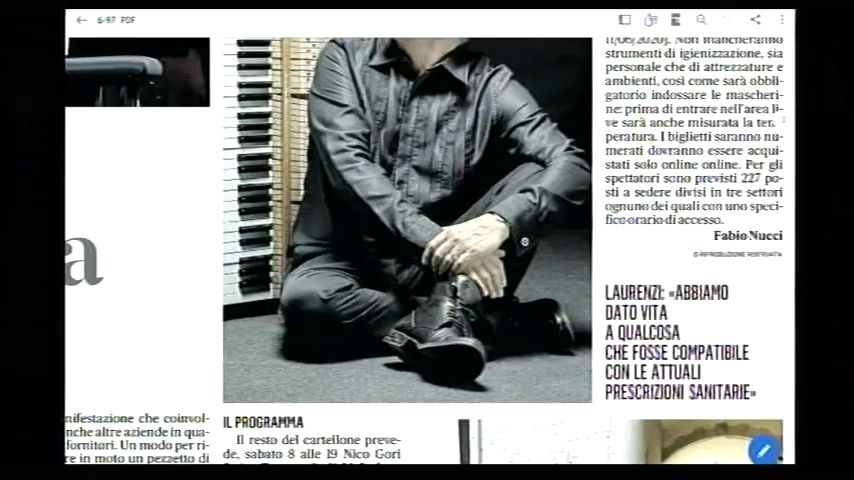 6-97 PDF
11/06/2020). Non mancheranno
strumenti di igienizzazione, sia
personale che di attrezzature e
ambienti, così come sarà obbli-
gatorio indossare le mascheri-
ne: prima di entrare nell'area li-
ve sarà anche misurata la tem-
peratura. I biglietti saranno nu-
merati dovranno essere acqui-
stati solo online online. Per gli
spettatori sono previsti 227 po-
sti a sedere divisi in tre settori
ognuno dei quali con uno speci-
fico orario di accesso.
Fabio Nucci
© RIPRODUZIONE RISERVATA
a
LAURENZI: «ABBIAMO
DATO VITA
A QUALCOSA
CHE FOSSE COMPATIBILE
CON LE ATTUALI
PRESCRIZIONI SANITARIE»
nifestazione che coinvol-
nche altre aziende in qua-
fornitori. Un modo per ri-
re in moto un pezzetto di
IL PROGRAMMA
Il resto del cartellone preve-
de, sabato 8 alle 19 Nico Gori